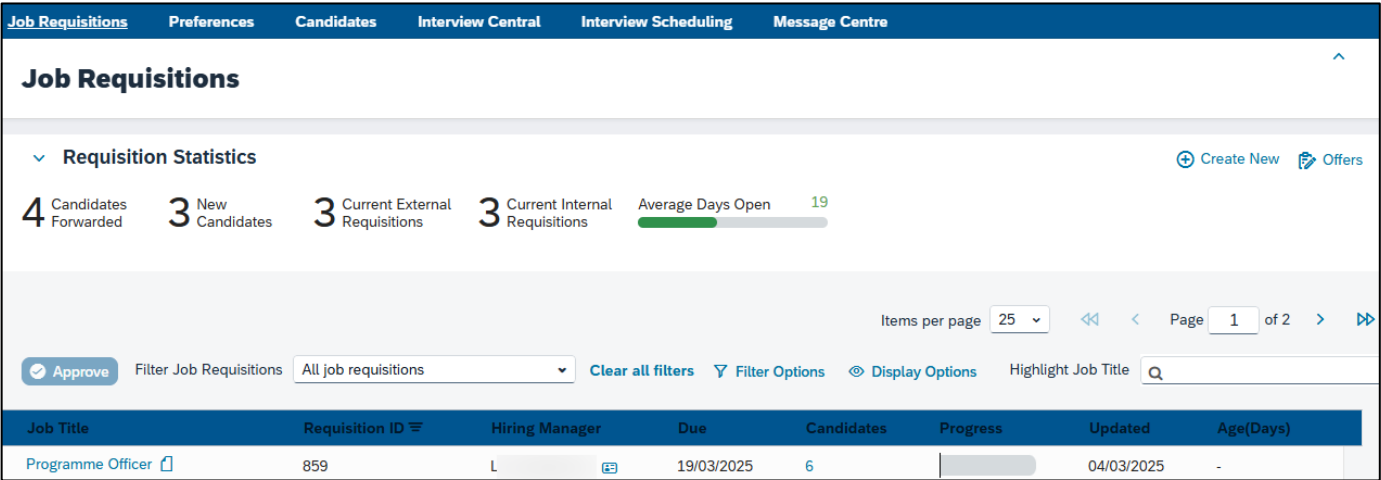 Job Requisitions Preferences Candidates Interview Central Interview Scheduling Message Centre
Job Requisitions
Requisition Statistics
Create New Offers
4 Candidates Forwarded 3 New Candidates 3 Current External Requisitions 3 Current Internal Requisitions Average Days Open 19
Items per page 25 Page 1 of 2
Approve Filter Job Requisitions All job requisitions Clear all filters Filter Options Display Options Highlight Job Title
Job Title Requisition ID Hiring Manager Due Candidates Progress Updated Age(Days)
Programme Officer 859 L 19/03/2025 6 04/03/2025 -